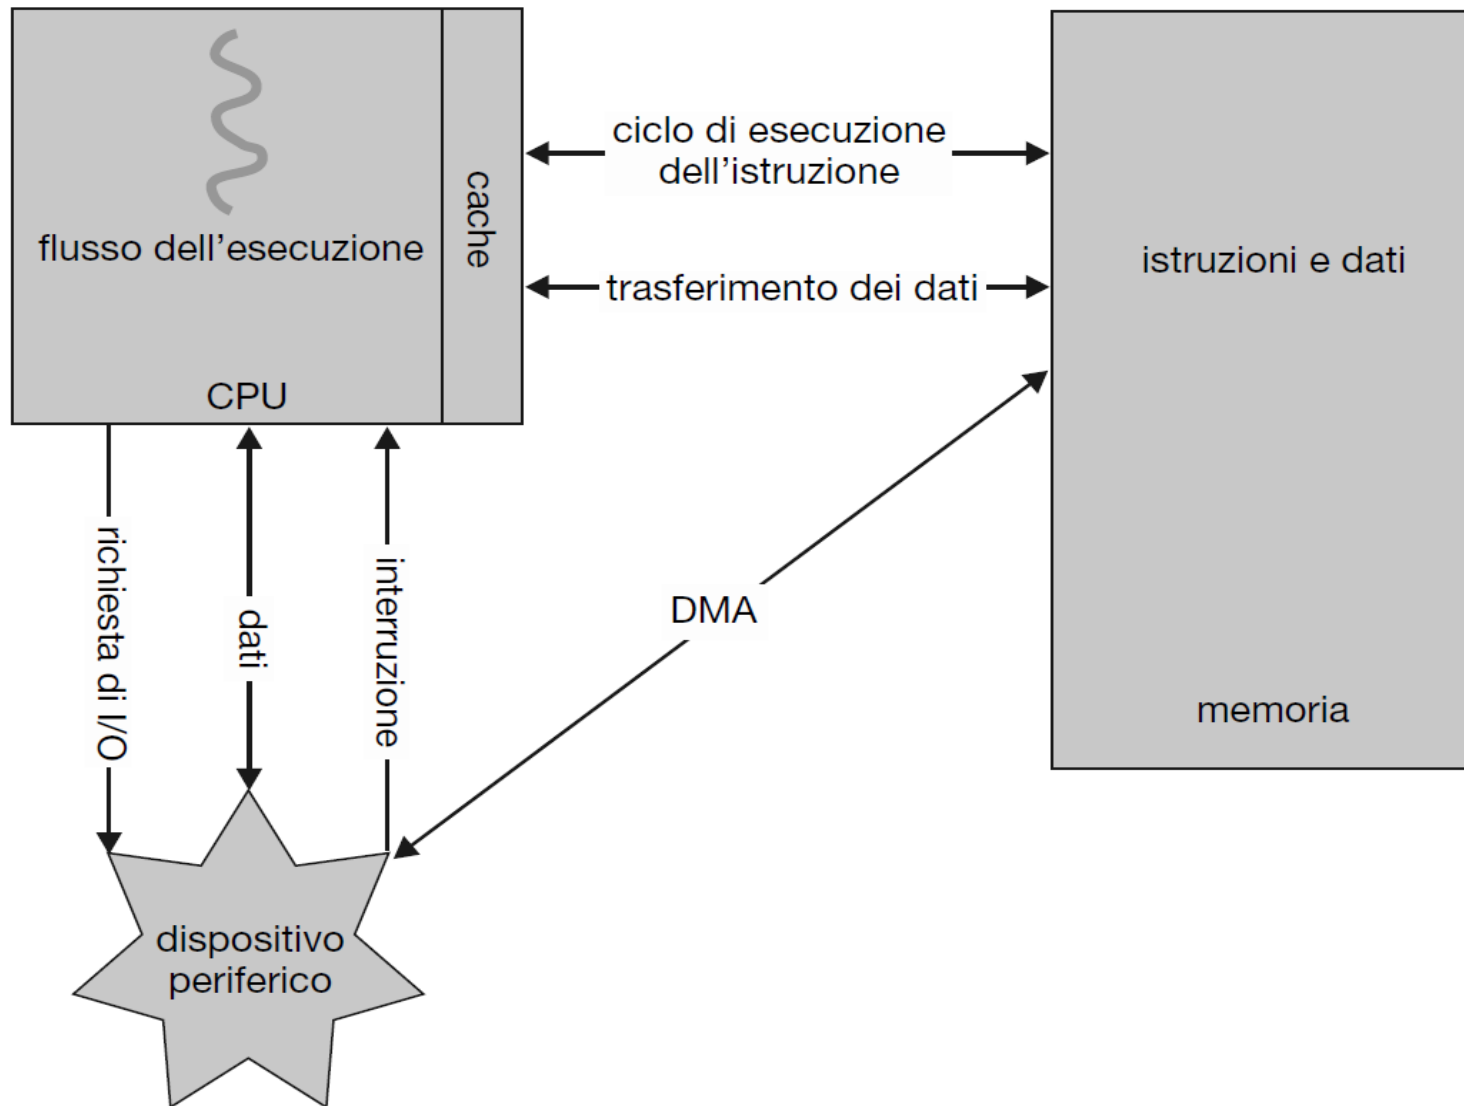 flusso dell'esecuzione
CPU
cache
ciclo di esecuzione
dell'istruzione
trasferimento dei dati
istruzioni e dati
memoria
richiesta di I/O
dati
interruzione
DMA
dispositivo
periferico